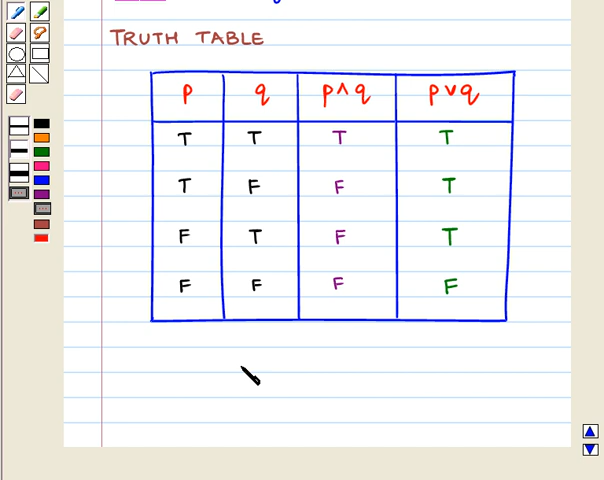 TRUTH TABLE
p q p∧q p∨q
T T T T
T F F T
F T F T
F F F F